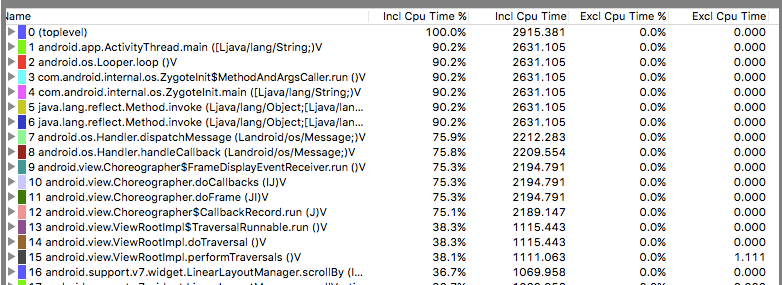 Name Incl Cpu Time % Incl Cpu Time Excl Cpu Time % Excl Cpu Time
0 (toplevel) 100.0% 2915.381 0.0% 0.000
1 android.app.ActivityThread.main ([Ljava/lang/String;)V 90.2% 2631.105 0.0% 0.000
2 android.os.Looper.loop ()V 90.2% 2631.105 0.0% 0.000
3 com.android.internal.os.ZygoteInit$MethodAndArgsCaller.run ()V 90.2% 2631.105 0.0% 0.000
4 com.android.internal.os.ZygoteInit.main ([Ljava/lang/String;)V 90.2% 2631.105 0.0% 0.000
5 java.lang.reflect.Method.invoke (Ljava/lang/Object;[Ljava/lan... 90.2% 2631.105 0.0% 0.000
6 java.lang.reflect.Method.invoke (Ljava/lang/Object;[Ljava/lan... 90.2% 2631.105 0.0% 0.000
7 android.os.Handler.dispatchMessage (Landroid/os/Message;)V 75.9% 2212.283 0.0% 0.000
8 android.os.Handler.handleCallback (Landroid/os/Message;)V 75.8% 2209.554 0.0% 0.000
9 android.view.Choreographer$FrameDisplayEventReceiver.run ()V 75.3% 2194.791 0.0% 0.000
10 android.view.Choreographer.doCallbacks (IJ)V 75.3% 2194.791 0.0% 0.000
11 android.view.Choreographer.doFrame (JI)V 75.3% 2194.791 0.0% 0.000
12 android.view.Choreographer$CallbackRecord.run (J)V 75.1% 2189.147 0.0% 0.000
13 android.view.ViewRootImpl$TraversalRunnable.run ()V 38.3% 1115.443 0.0% 0.000
14 android.view.ViewRootImpl.doTraversal ()V 38.3% 1115.443 0.0% 0.000
15 android.view.ViewRootImpl.performTraversals ()V 38.1% 1111.063 0.0% 1.111
16 android.support.v7.widget.LinearLayoutManager.scrollBy (I... 36.7% 1069.958 0.0% 0.000